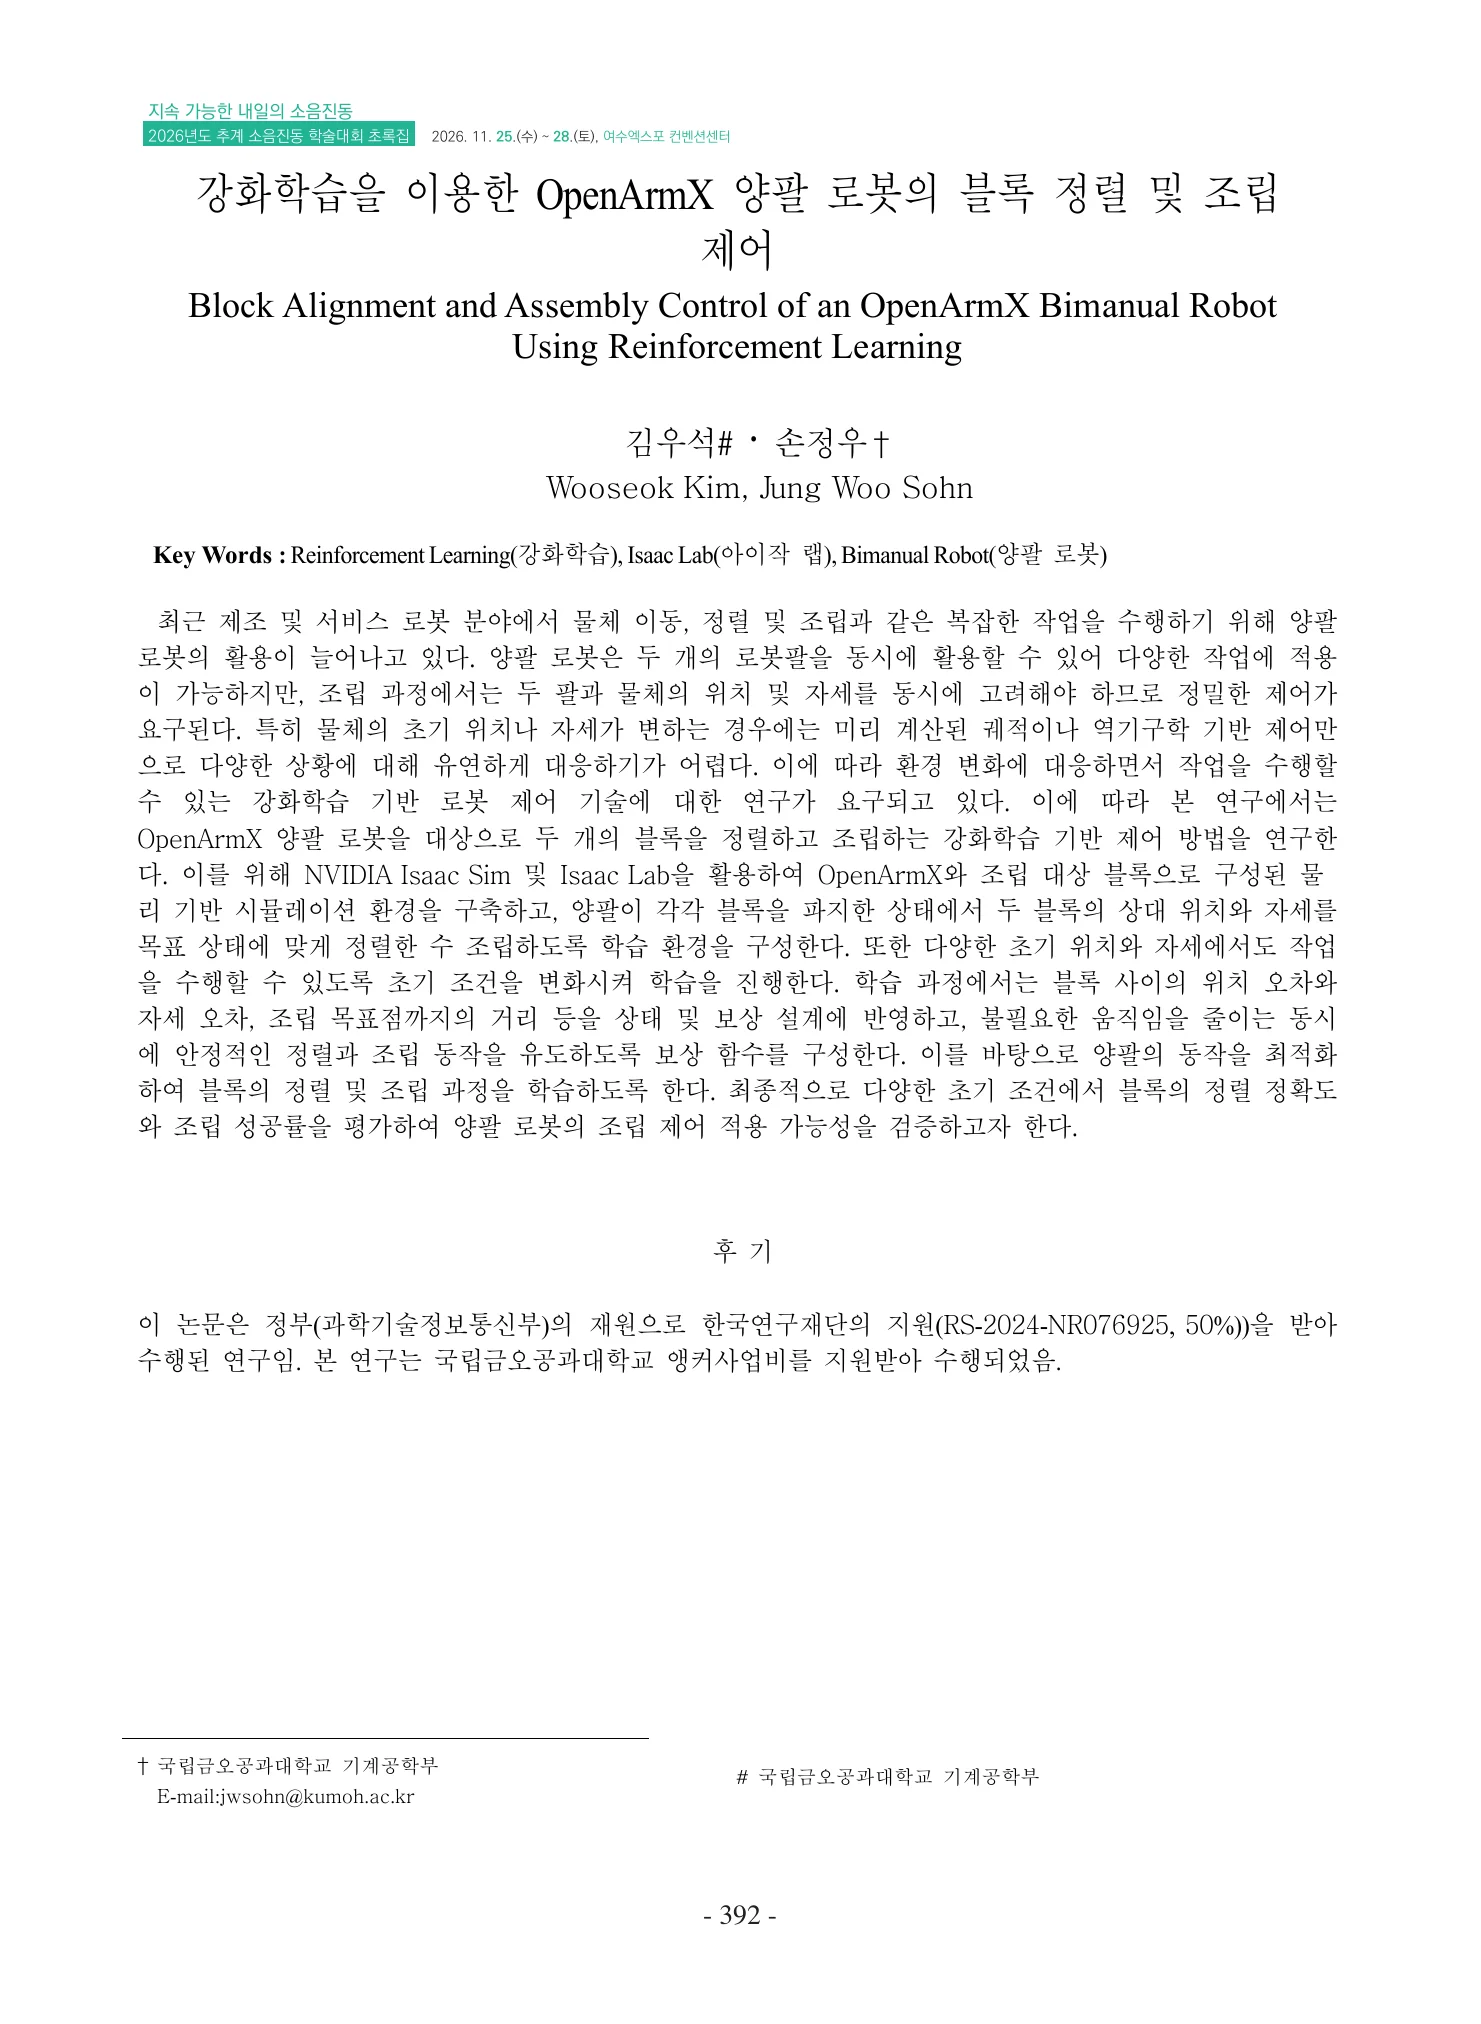 지속 가능한 내일의 소음진동
2026년도 추계 소음진동 학술대회 초록집 2026. 11. 25.(수) ~ 28.(토), 여수엑스포 컨벤션센터
강화학습을 이용한 OpenArmX 양팔 로봇의 블록 정렬 및 조립
제어
Block Alignment and Assembly Control of an OpenArmX Bimanual Robot
Using Reinforcement Learning
김우석#・손정우†
Wooseok Kim, Jung Woo Sohn
Key Words : Reinforcement Learning(강화학습), Isaac Lab(아이작 랩), Bimanual Robot(양팔 로봇)
최근 제조 및 서비스 로봇 분야에서 물체 이동, 정렬 및 조립과 같은 복잡한 작업을 수행하기 위해 양팔
로봇의 활용이 늘어나고 있다. 양팔 로봇은 두 개의 로봇팔을 동시에 활용할 수 있어 다양한 작업에 적용
이 가능하지만, 조립 과정에서는 두 팔과 물체의 위치 및 자세를 동시에 고려해야 하므로 정밀한 제어가
요구된다. 특히 물체의 초기 위치나 자세가 변하는 경우에는 미리 계산된 궤적이나 역기구학 기반 제어만
으로 다양한 상황에 대해 유연하게 대응하기가 어렵다. 이에 따라 환경 변화에 대응하면서 작업을 수행할
수 있는 강화학습 기반 로봇 제어 기술에 대한 연구가 요구되고 있다. 이에 따라 본 연구에서는
OpenArmX 양팔 로봇을 대상으로 두 개의 블록을 정렬하고 조립하는 강화학습 기반 제어 방법을 연구한
다. 이를 위해 NVIDIA Isaac Sim 및 Isaac Lab을 활용하여 OpenArmX와 조립 대상 블록으로 구성된 물
리 기반 시뮬레이션 환경을 구축하고, 양팔이 각각 블록을 파지한 상태에서 두 블록의 상대 위치와 자세를
목표 상태에 맞게 정렬한 수 조립하도록 학습 환경을 구성한다. 또한 다양한 초기 위치와 자세에서도 작업
을 수행할 수 있도록 초기 조건을 변화시켜 학습을 진행한다. 학습 과정에서는 블록 사이의 위치 오차와
자세 오차, 조립 목표점까지의 거리 등을 상태 및 보상 설계에 반영하고, 불필요한 움직임을 줄이는 동시
에 안정적인 정렬과 조립 동작을 유도하도록 보상 함수를 구성한다. 이를 바탕으로 양팔의 동작을 최적화
하여 블록의 정렬 및 조립 과정을 학습하도록 한다. 최종적으로 다양한 초기 조건에서 블록의 정렬 정확도
와 조립 성공률을 평가하여 양팔 로봇의 조립 제어 적용 가능성을 검증하고자 한다.
후 기
이 논문은 정부(과학기술정보통신부)의 재원으로 한국연구재단의 지원(RS-2024-NR076925, 50%))을 받아
수행된 연구임. 본 연구는 국립금오공과대학교 앵커사업비를 지원받아 수행되었음.
† 국립금오공과대학교 기계공학부
E-mail:jwsohn@kumoh.ac.kr
# 국립금오공과대학교 기계공학부
- 392 -